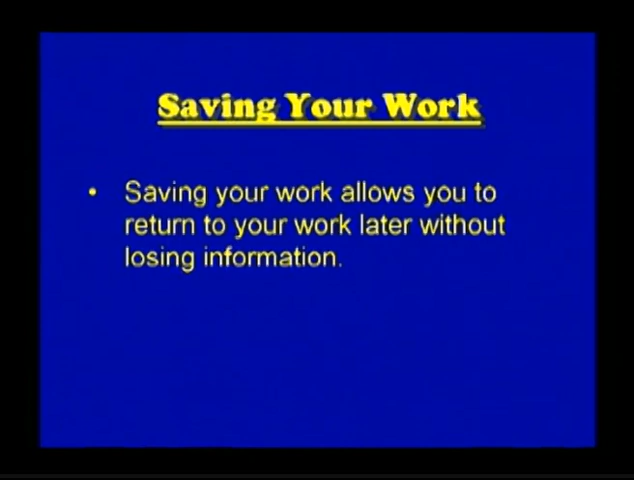 Saving Your Work
• Saving your work allows you to
return to your work later without
losing information.